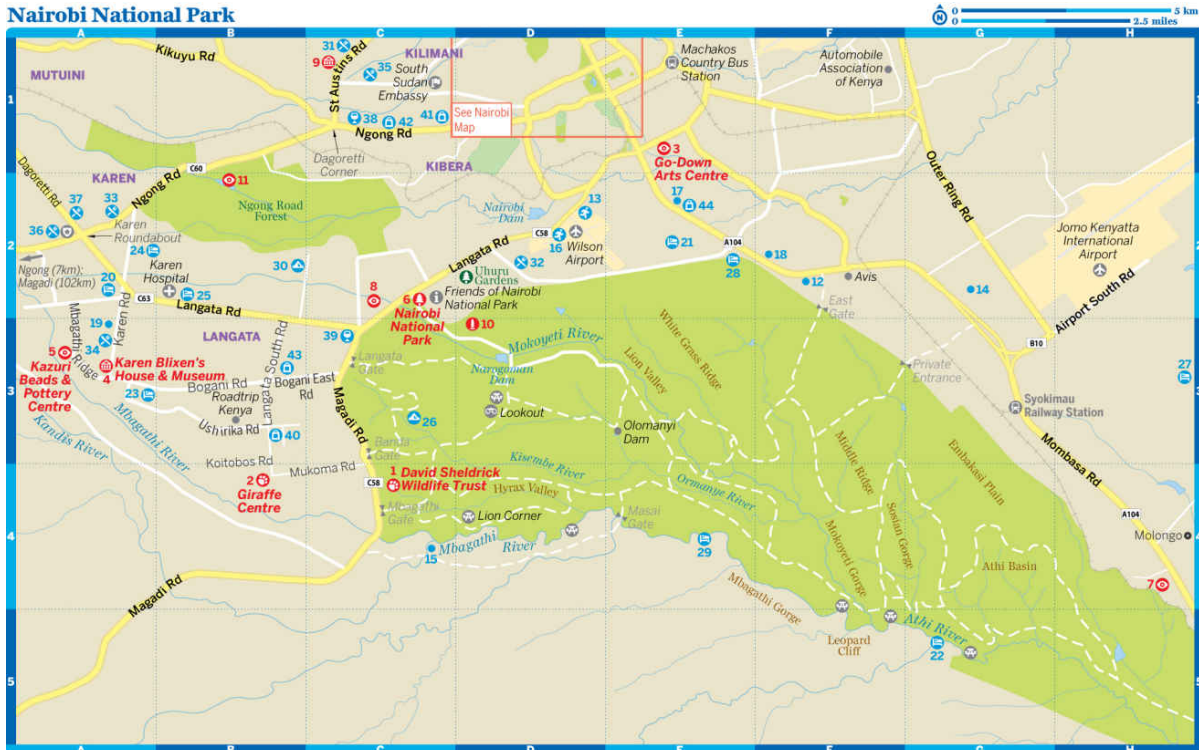 Nairobi National Park
N
0
5 km
0
2.5 miles
A
B
C
D
E
F
G
H
1
2
3
4
5
Kikuyu Rd
MUTUINI
31
9
St Austins Rd
KILIMANI
35
South
Sudan
Embassy
38
42
41
Ngong Rd
See Nairobi
Map
Machakos
Country Bus
Station
Automobile
Association
of Kenya
Dagoretti
Corner
KIBERA
3
Go-Down
Arts Centre
Dagoretti Rd
KAREN
C60
Ngong Rd
11
Ngong Road
Forest
37
33
36
Karen
Roundabout
Nairobi
Dam
13
C58
16
Wilson
Airport
17
44
21
A104
28
18
Outer Ring Rd
Jomo Kenyatta
International
Airport
Ngong (7km);
Magadi (102km)
24
Karen
Hospital
20
25
C63
Langata Rd
30
Langata Rd
32
Uhuru
Gardens
8
6
Nairobi
National
Park
Friends of Nairobi
National Park
10
12
Avis
14
East
Gate
Airport South Rd
B10
Mbagathi Ridge
Karen Rd
19
34
5
Kazuri
Beads &
Pottery
Centre
4
Karen Blixen's
House & Museum
LANGATA
Langata South Rd
43
39
Langata
Gate
Mokoyeti River
Narogoman
Dam
Lookout
Lion Valley
White Grass Ridge
Private
Entrance
27
Syokimau
Railway Station
23
Bogani Rd
Bogani East
Rd
Roadtrip
Kenya
Ushirika Rd
Magadi Rd
26
40
Olomanyi
Dam
Kandis River
Mbagathi River
Koitobos Rd
Mukoma Rd
Banda
Gate
2
Giraffe
Centre
C58
1
David Sheldrick
Wildlife Trust
Kisembe River
Hyrax Valley
Ormanye River
Middle Ridge
Embakasi Plain
Mombasa Rd
A104
Molongo
Mbagathi
Gate
Lion Corner
Masai
Gate
Mokoyeti Gorge
Sosian Gorge
Athi Basin
15
Mbagathi River
29
7
Magadi Rd
Mbagathi Gorge
Leopard
Cliff
Athi River
22
1
2
4
5
A
B
C
D
E
F
G
H